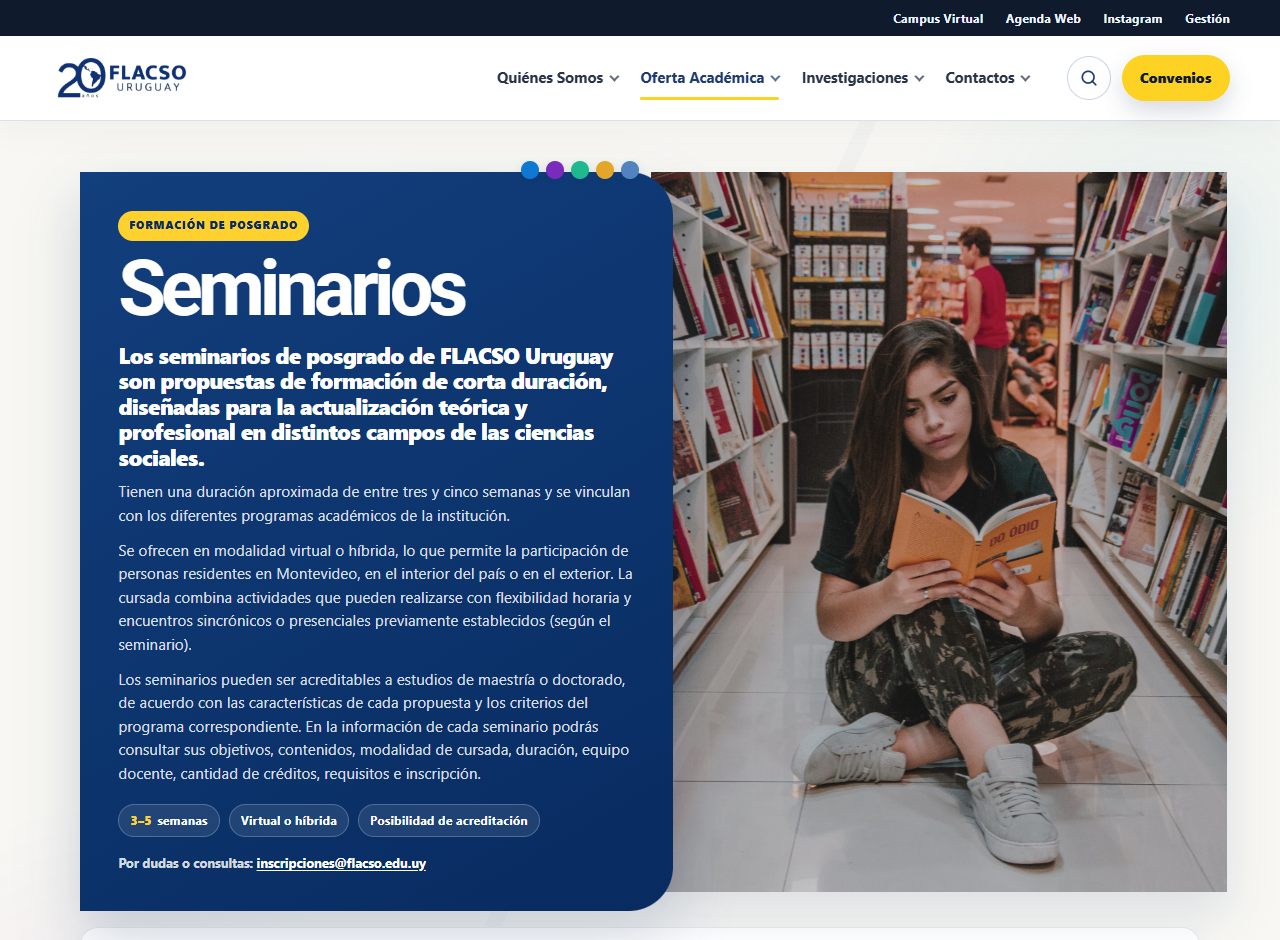 Campus Virtual Agenda Web Instagram Gestión
20 años FLACSO URUGUAY
Quiénes Somos Oferta Académica Investigaciones Contactos Convenios
FORMACIÓN DE POSGRADO
Seminarios
Los seminarios de posgrado de FLACSO Uruguay
son propuestas de formación de corta duración,
diseñadas para la actualización teórica y
profesional en distintos campos de las ciencias
sociales.
Tienen una duración aproximada de entre tres y cinco semanas y se vinculan
con los diferentes programas académicos de la institución.
Se ofrecen en modalidad virtual o híbrida, lo que permite la participación de
personas residentes en Montevideo, en el interior del país o en el exterior. La
cursada combina actividades que pueden realizarse con flexibilidad horaria y
encuentros sincrónicos o presenciales previamente establecidos (según el
seminario).
Los seminarios pueden ser acreditables a estudios de maestría o doctorado,
de acuerdo con las características de cada propuesta y los criterios del
programa correspondiente. En la información de cada seminario podrás
consultar sus objetivos, contenidos, modalidad de cursada, duración, equipo
docente, cantidad de créditos, requisitos e inscripción.
3–5 semanas Virtual o híbrida Posibilidad de acreditación
Por dudas o consultas: inscripciones@flacso.edu.uy
DO ODIO